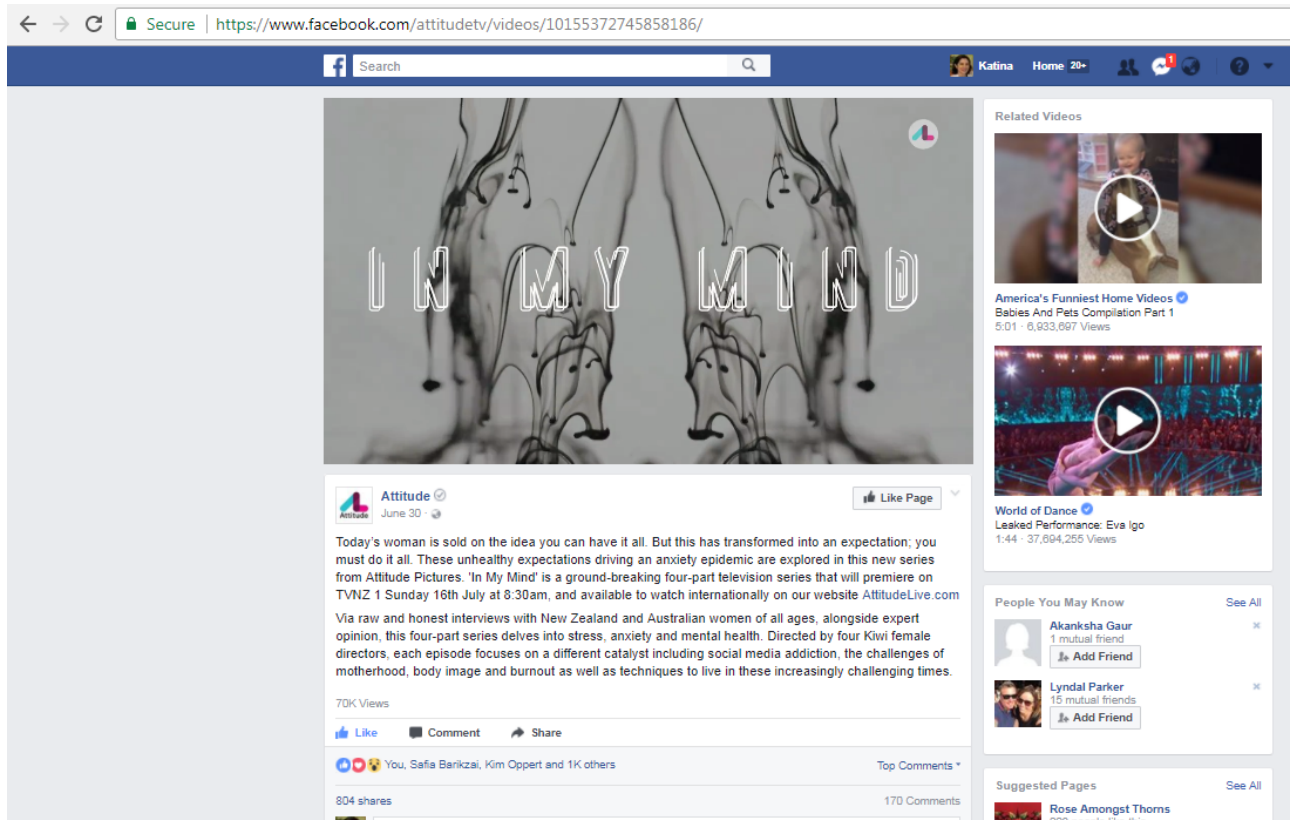 Secure | https://www.facebook.com/attitudetv/videos/10155372745858186/
Search
Katina Home 20+ 1
IN MY MIND
Attitude
Attitude
June 30 ·
Like Page
Today's woman is sold on the idea you can have it all. But this has transformed into an expectation; you
must do it all. These unhealthy expectations driving an anxiety epidemic are explored in this new series
from Attitude Pictures. 'In My Mind' is a ground-breaking four-part television series that will premiere on
TVNZ 1 Sunday 16th July at 8:30am, and available to watch internationally on our website AttitudeLive.com
Via raw and honest interviews with New Zealand and Australian women of all ages, alongside expert
opinion, this four-part series delves into stress, anxiety and mental health. Directed by four Kiwi female
directors, each episode focuses on a different catalyst including social media addiction, the challenges of
motherhood, body image and burnout as well as techniques to live in these increasingly challenging times.
70K Views
Like Comment Share
You, Safia Barikzai, Kim Oppert and 1K others
Top Comments
804 shares
170 Comments
Related Videos
America's Funniest Home Videos
Babies And Pets Compilation Part 1
5:01 · 6,933,697 Views
World of Dance
Leaked Performance: Eva Igo
1:44 · 37,694,255 Views
People You May Know
See All
Akanksha Gaur
1 mutual friend
Add Friend
Lyndal Parker
15 mutual friends
Add Friend
Suggested Pages
See All
Rose Amongst Thorns